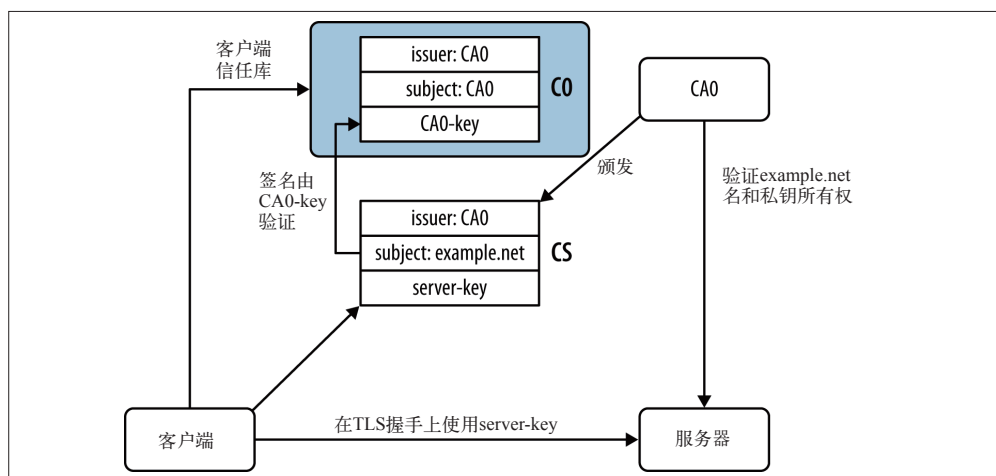 客户端
信任库
issuer: CA0
subject: CA0
CA0-key
C0
CA0
签名由
CA0-key
验证
颁发
验证example.net
名和私钥所有权
issuer: CA0
subject: example.net
server-key
CS
客户端
在TLS握手上使用server-key
服务器